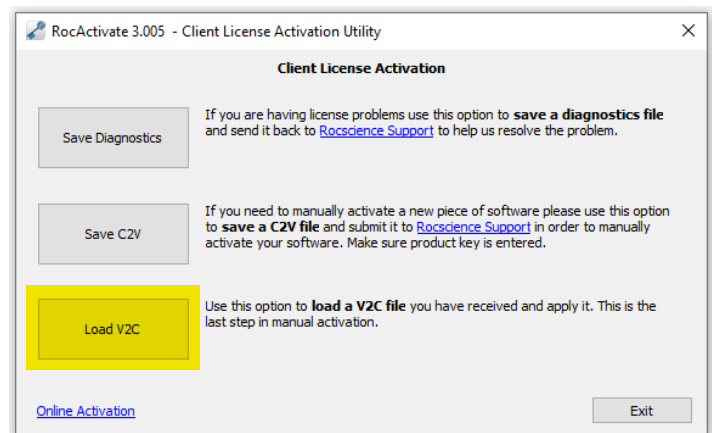 RocActivate 3.005 - Client License Activation Utility
Client License Activation
Save Diagnostics
If you are having license problems use this option to save a diagnostics file
and send it back to Rocscience Support to help us resolve the problem.
Save C2V
If you need to manually activate a new piece of software please use this option
to save a C2V file and submit it to Rocscience Support in order to manually
activate your software. Make sure product key is entered.
Load V2C
Use this option to load a V2C file you have received and apply it. This is the
last step in manual activation.
Online Activation
Exit